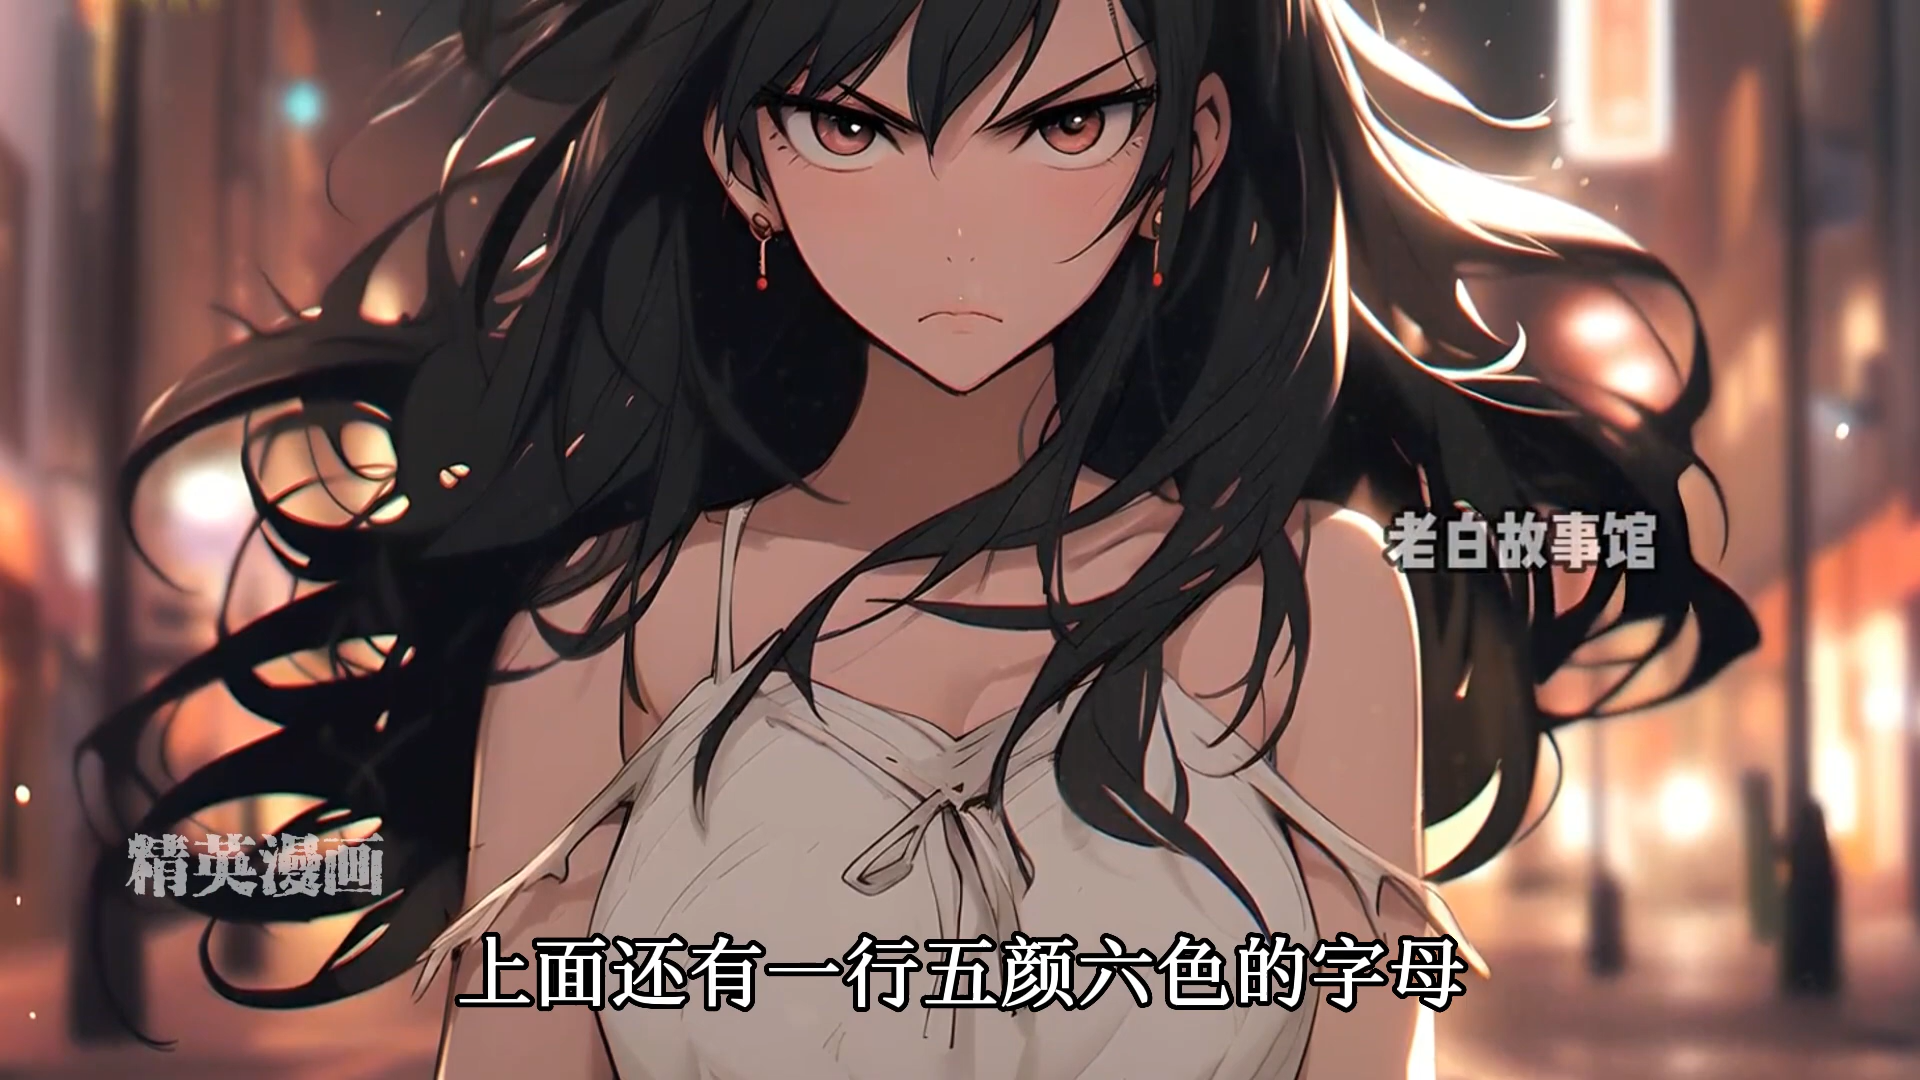 老白故事馆
精英漫画
上面还有一行五颜六色的字母